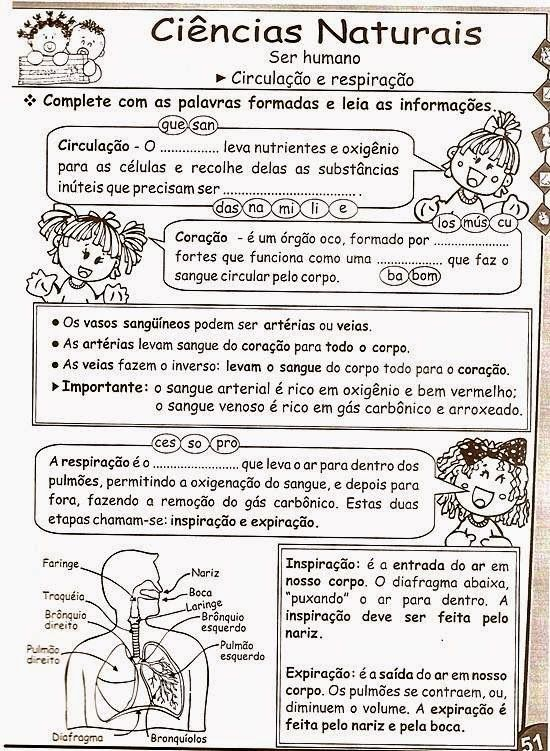 Ciências Naturais
Ser humano
► Circulação e respiração
❖ Complete com as palavras formadas e leia as informações.
que san
Circulação - O ............... leva nutrientes e oxigênio
para as células e recolhe delas as substâncias
inúteis que precisam ser ........................ .
das na mi li e
los mús cu
Coração - é um órgão oco, formado por ...................
fortes que funciona como uma ................ que faz o
sangue circular pelo corpo.
ba bom
● Os vasos sangüíneos podem ser artérias ou veias.
● As artérias levam sangue do coração para todo o corpo.
● As veias fazem o inverso: levam o sangue do corpo todo para o coração.
► Importante: o sangue arterial é rico em oxigênio e bem vermelho;
o sangue venoso é rico em gás carbônico e arroxeado.
ces so pro
A respiração é o ...................... que leva o ar para dentro dos
pulmões, permitindo a oxigenação do sangue, e depois para
fora, fazendo a remoção do gás carbônico. Estas duas
etapas chamam-se: inspiração e expiração.
Faringe
Nariz
Boca
Traquéia
Laringe
Brônquio
direito
Brônquio
esquerdo
Pulmão
direito
Pulmão
esquerdo
Diafragma
Bronquíolos
Inspiração: é a entrada do ar em
nosso corpo. O diafragma abaixa,
"puxando" o ar para dentro. A
inspiração deve ser feita pelo
nariz.
Expiração: é a saída do ar em nosso
corpo. Os pulmões se contraem, ou,
diminuem o volume. A expiração é
feita pelo nariz e pela boca.
51